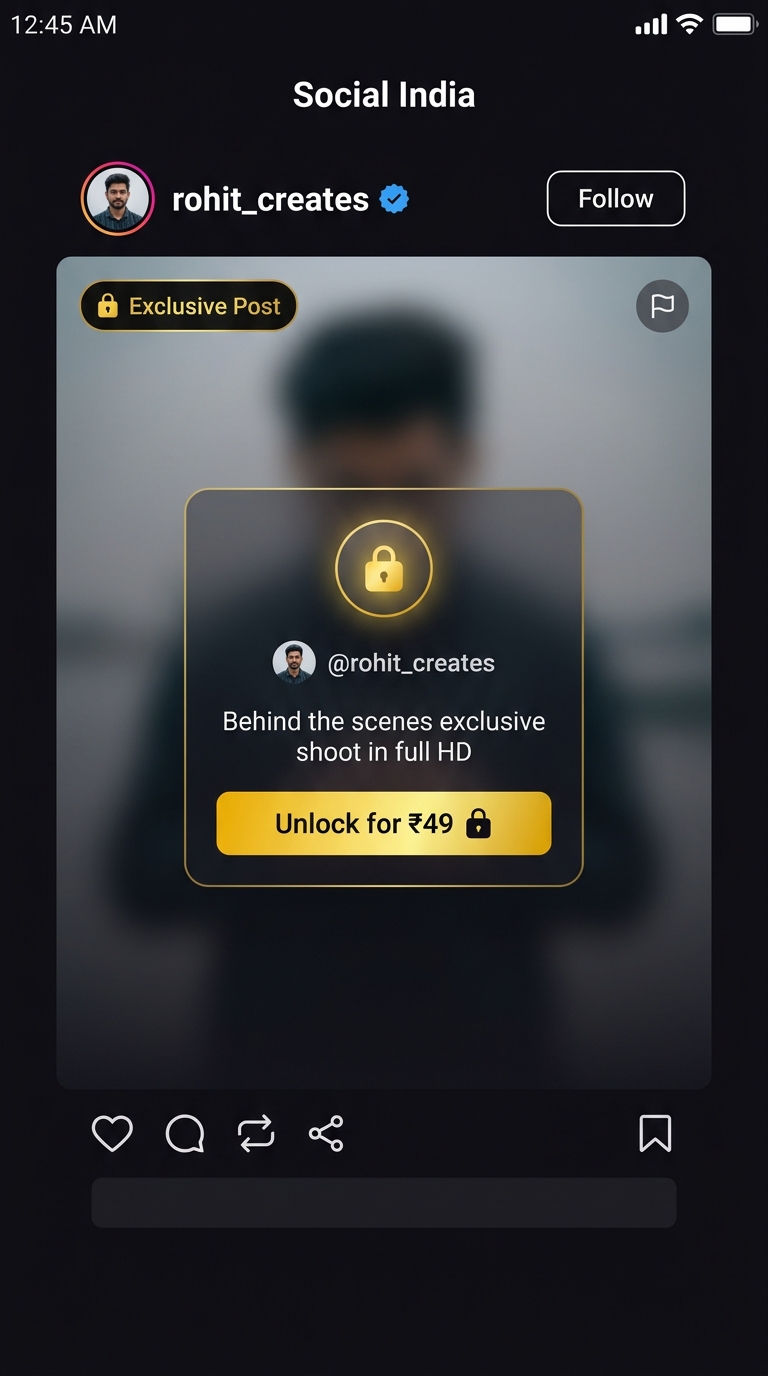 12:45 AM
Social India
rohit_creates
Follow
Exclusive Post
@rohit_creates
Behind the scenes exclusive
shoot in full HD
Unlock for ₹49